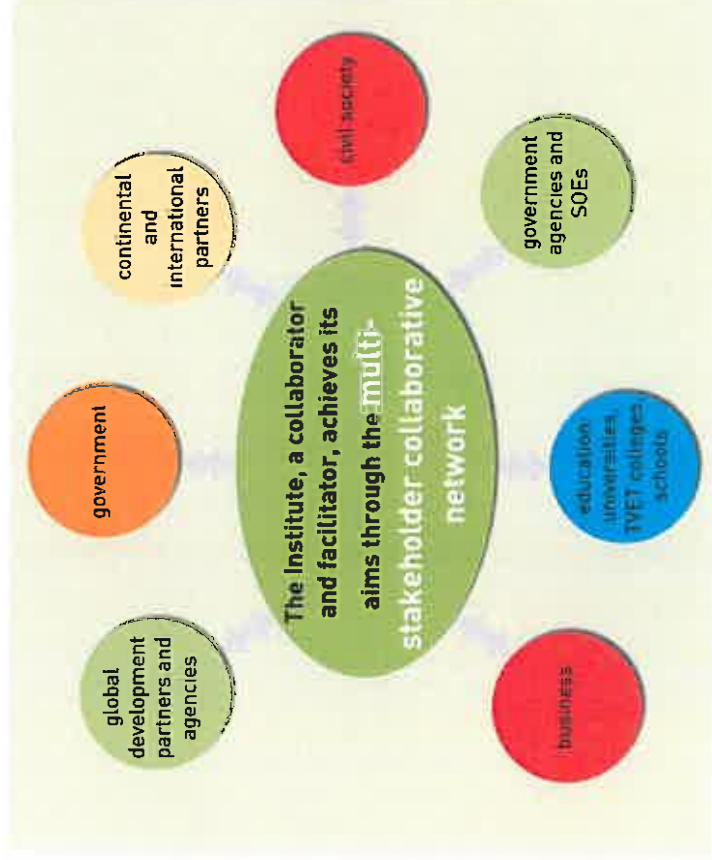 government
global
development
partners and
agencies
continental
and
international
partners
The Institute, a collaborator
and facilitator, achieves its
aims through the multi-
stakeholder collaborative
network
civil society
business
government
agencies and
SOEs
education:
universities,
TVET colleges,
schools